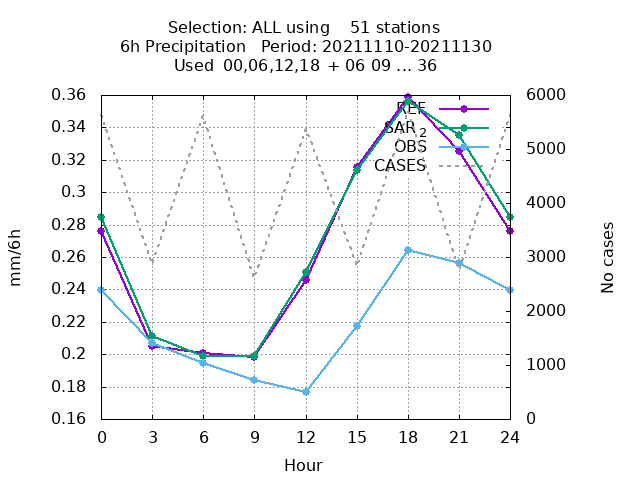 Selection: ALL using 51 stations
6h Precipitation Period: 20211110-20211130
Used 00,06,12,18 + 06 09 ... 36
0.36
0.34
0.32
0.3
0.28
0.26
0.24
0.22
0.2
0.18
0.16
mm/6h
6000
5000
4000
3000
2000
1000
0
No cases
REF
SAR 2
OBS
CASES
0 3 6 9 12 15 18 21 24
Hour